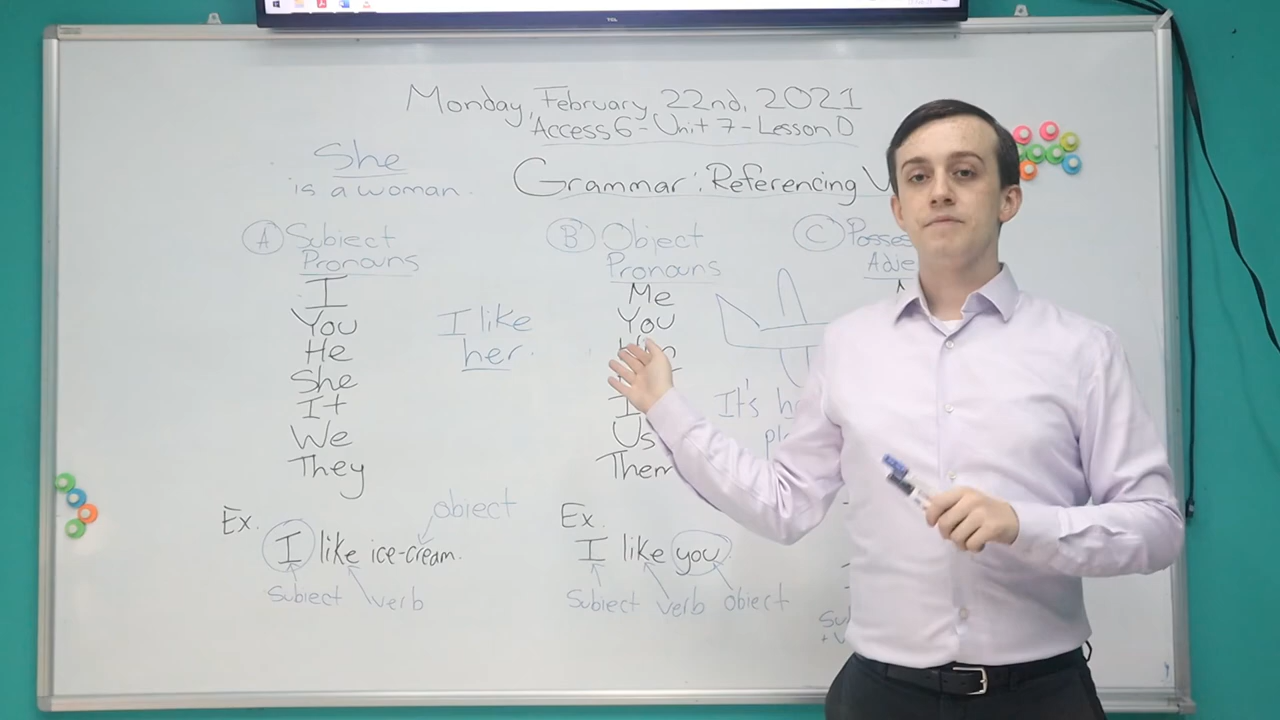 TCL
Monday, February 22nd, 2021
Access 6 - Unit 7 - Lesson 0
Grammar: Referencing
She
is a woman.
A Subject
Pronouns
I
You
He
She
It
We
They
I like
her.
Ex.
I like ice-cream.
object
Subject verb
B Object
Pronouns
Me
You
Us
Them
Ex.
I like you
Subject verb object
C
It's